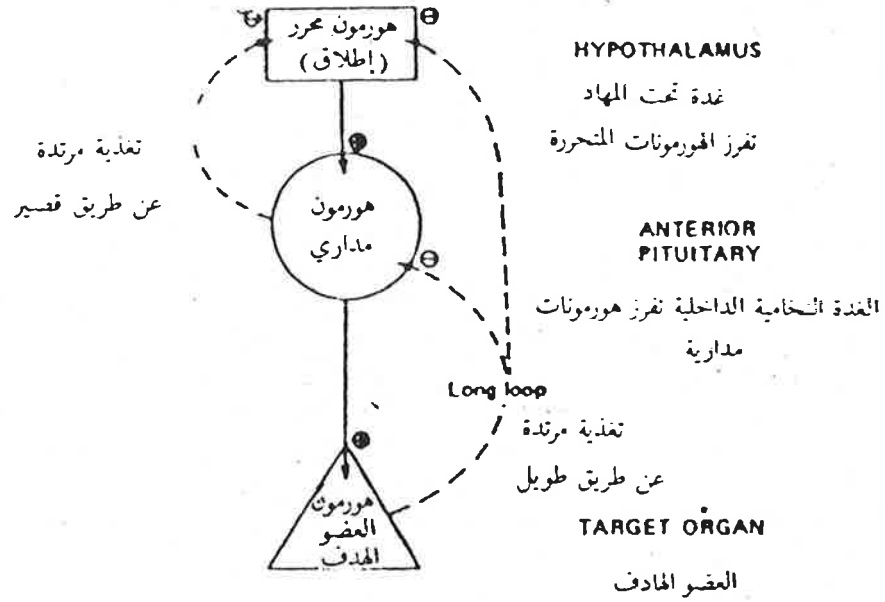 هورمون محرر
(إطلاق)
HYPOTHALAMUS
غدة تحت المهاد
تفرز الهورمونات المتحررة
تغذية مرتدة
عن طريق قصير
هورمون
مداري
ANTERIOR
PITUITARY
الغدة النخامية الداخلية تفرز هورمونات
مدارية
Long loop
تغذية مرتدة
عن طريق طويل
هورمون
العضو
الهدف
TARGET ORGAN
العضو الهادف